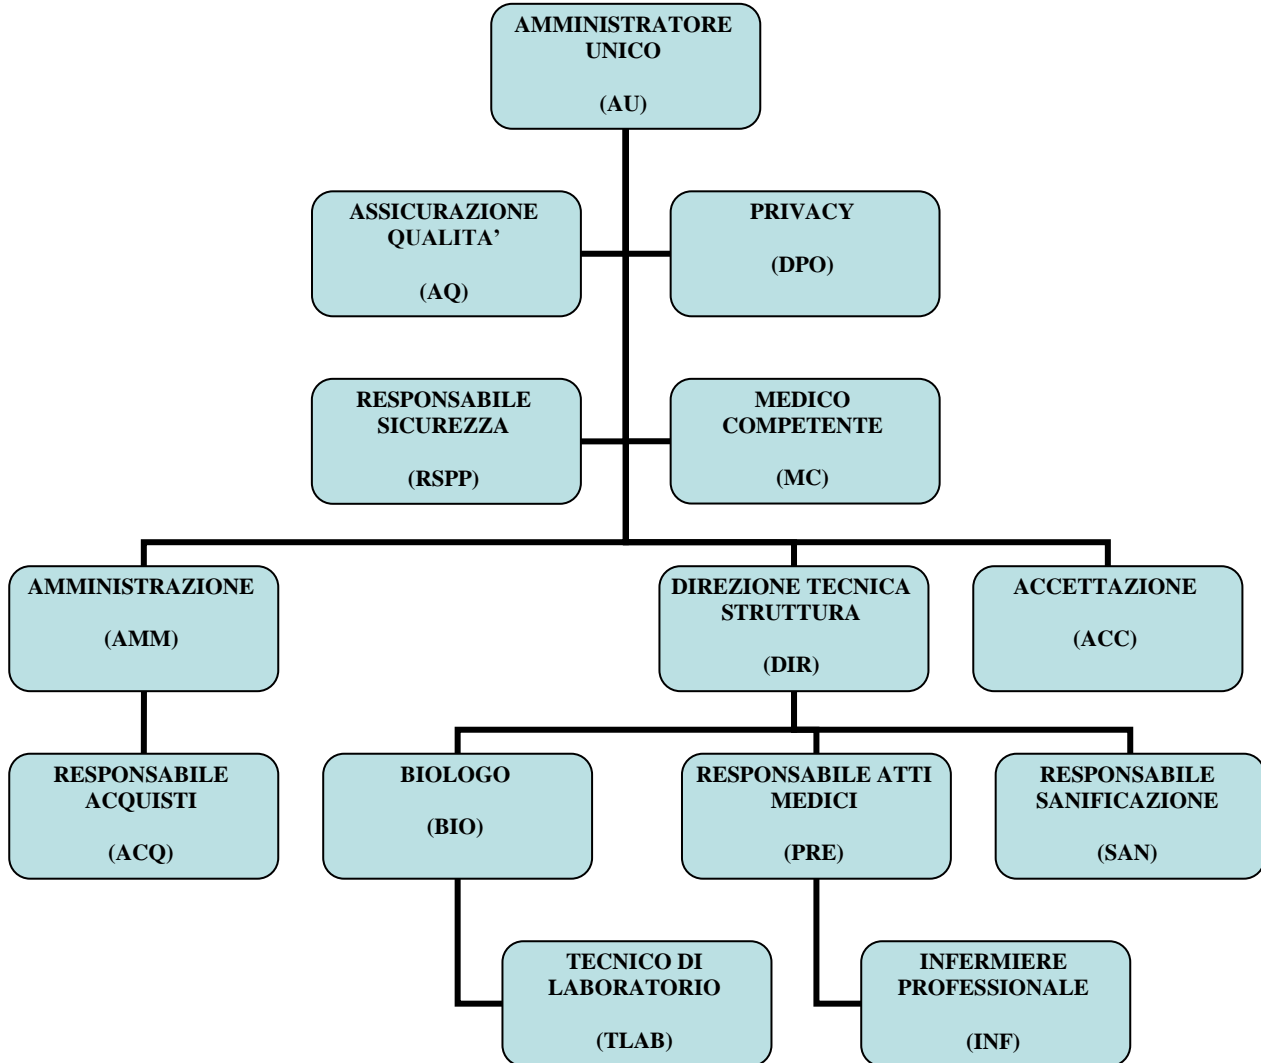 AMMINISTRATORE
UNICO
(AU)
ASSICURAZIONE
QUALITA’
(AQ)
PRIVACY
(DPO)
RESPONSABILE
SICUREZZA
(RSPP)
MEDICO
COMPETENTE
(MC)
AMMINISTRAZIONE
(AMM)
DIREZIONE TECNICA
STRUTTURA
(DIR)
ACCETTAZIONE
(ACC)
RESPONSABILE
ACQUISTI
(ACQ)
BIOLOGO
(BIO)
RESPONSABILE ATTI
MEDICI
(PRE)
RESPONSABILE
SANIFICAZIONE
(SAN)
TECNICO DI
LABORATORIO
(TLAB)
INFERMIERE
PROFESSIONALE
(INF)